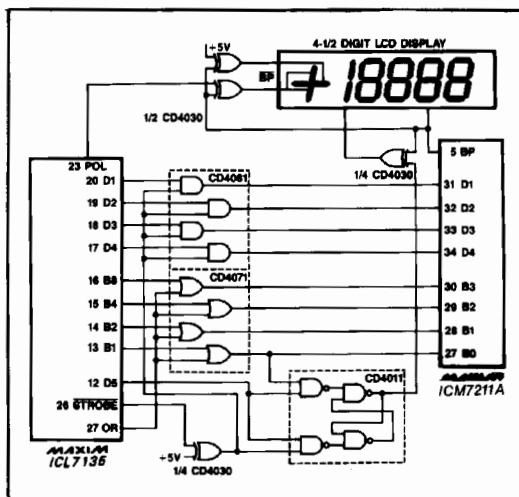 4-1/2 DIGIT LCD DISPLAY
+5V
BP
+18888
1/2 CD4030
1/4 CD4030
5 BP
23 POL
CD4081
20 D1
31 D1
19 D2
32 D2
18 D3
33 D3
17 D4
34 D4
CD4071
16 B8
30 B3
15 B4
29 B2
14 B2
28 B1
13 B1
27 B0
CD4011
MAXIM
ICM7211A
12 D5
26 STROBE
27 OR
+5V
1/4 CD4030
MAXIM
ICL7135